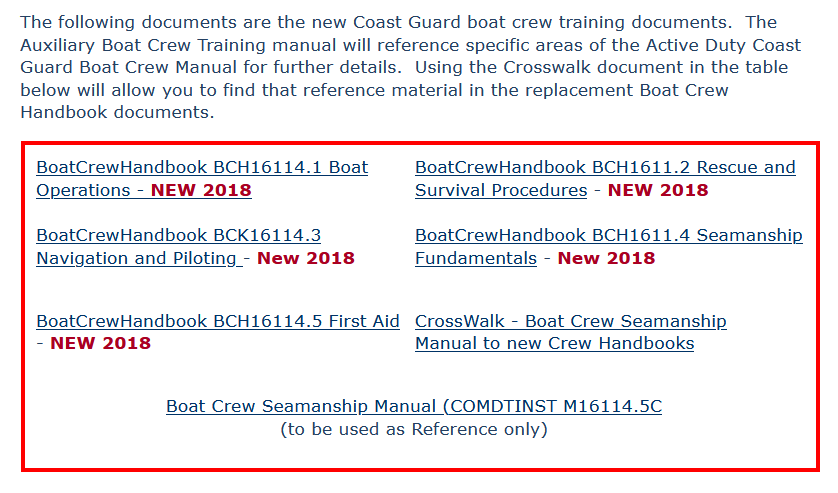 The following documents are the new Coast Guard boat crew training documents.  The
Auxiliary Boat Crew Training manual will reference specific areas of the Active Duty Coast
Guard Boat Crew Manual for further details.  Using the Crosswalk document in the table
below will allow you to find that reference material in the replacement Boat Crew
Handbook documents.
BoatCrewHandbook BCH16114.1 Boat
Operations - NEW 2018
BoatCrewHandbook BCH1611.2 Rescue and
Survival Procedures - NEW 2018
BoatCrewHandbook BCK16114.3
Navigation and Piloting - New 2018
BoatCrewHandbook BCH1611.4 Seamanship
Fundamentals - New 2018
BoatCrewHandbook BCH16114.5 First Aid
- NEW 2018
CrossWalk - Boat Crew Seamanship
Manual to new Crew Handbooks
Boat Crew Seamanship Manual (COMDTINST M16114.5C
(to be used as Reference only)